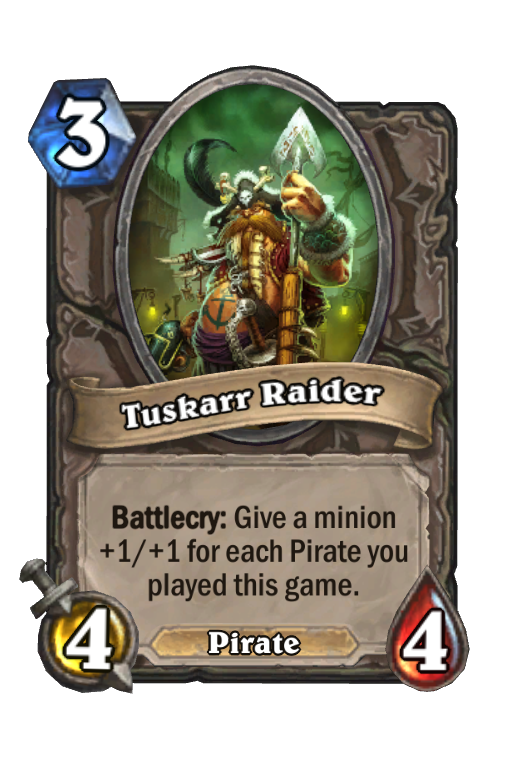 3
Tuskarr Raider
Battlecry: Give a minion
+1/+1 for each Pirate you
played this game.
4
Pirate
4